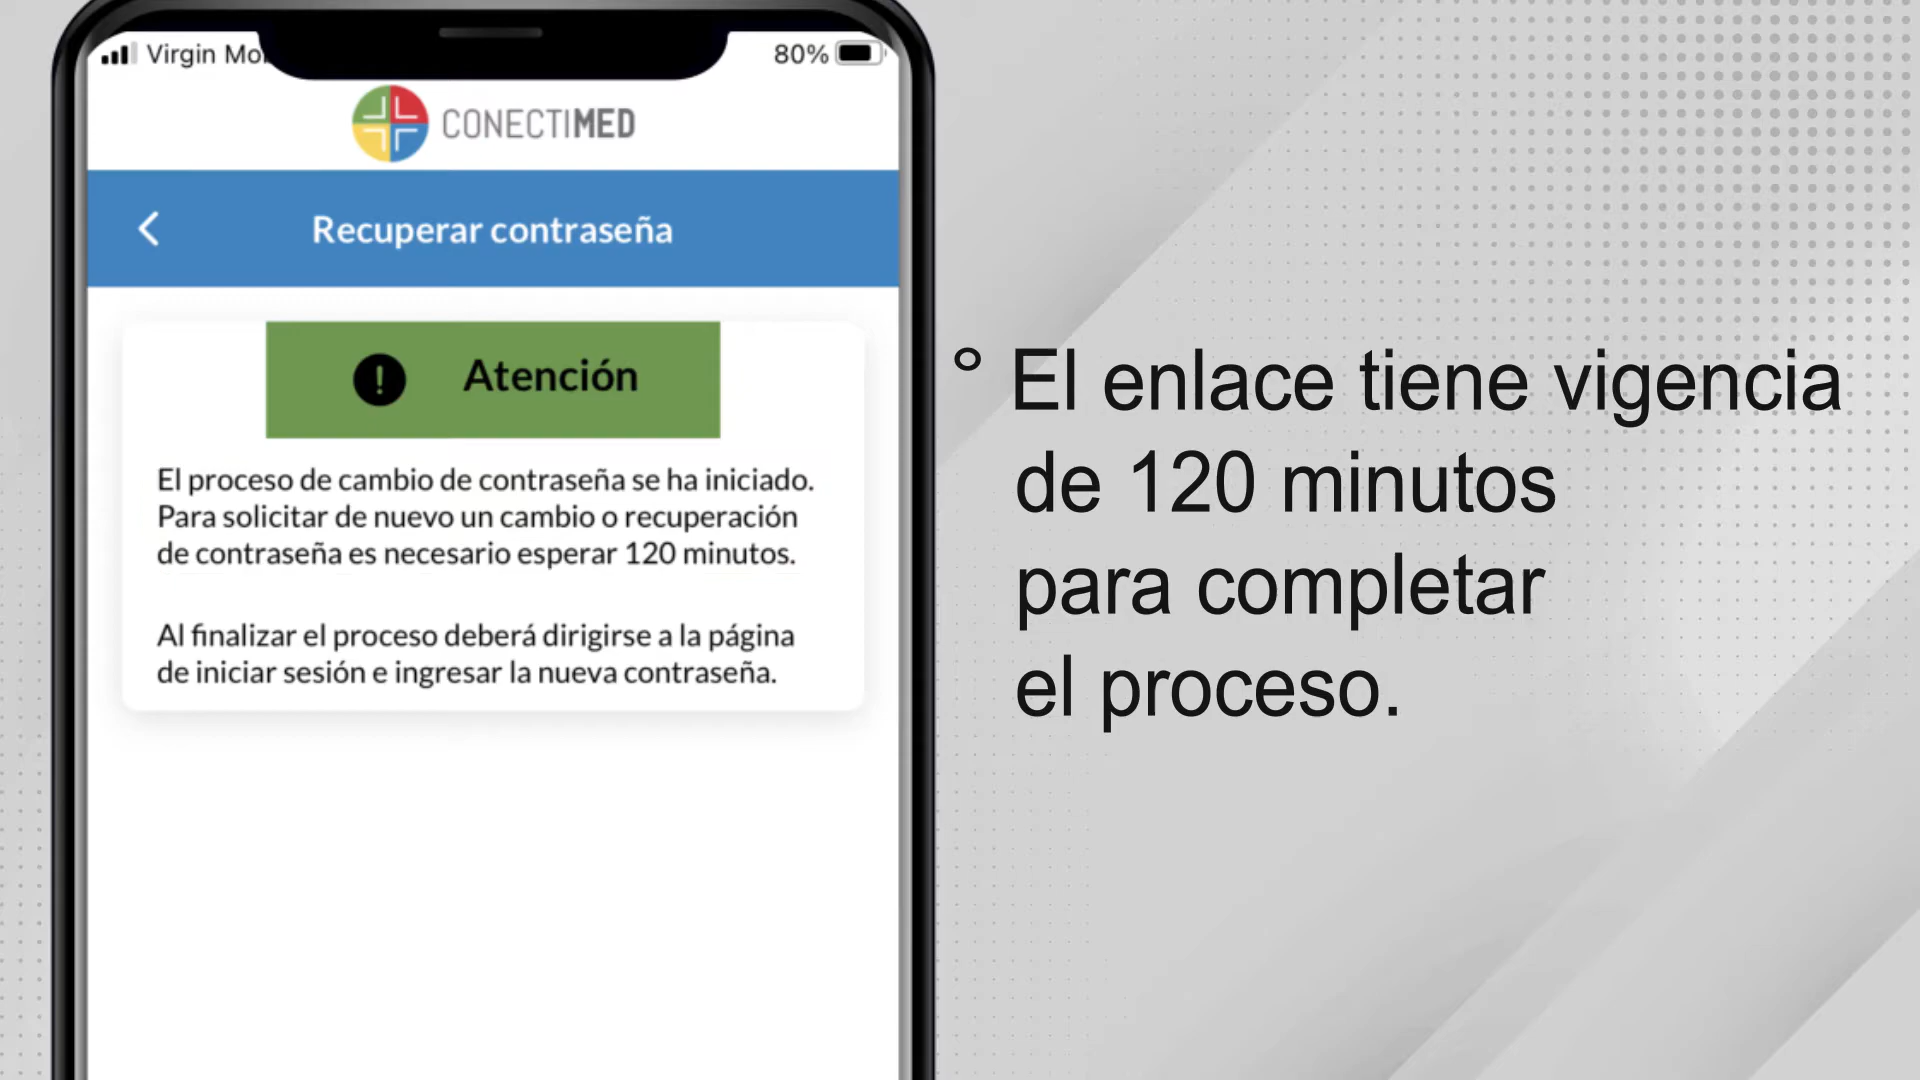 Virgin
80%
CONECTIMED
Recuperar contraseña
Atención
El proceso de cambio de contraseña se ha iniciado.
Para solicitar de nuevo un cambio o recuperación
de contraseña es necesario esperar 120 minutos.
Al finalizar el proceso deberá dirigirse a la página
de iniciar sesión e ingresar la nueva contraseña.
° El enlace tiene vigencia
de 120 minutos
para completar
el proceso.